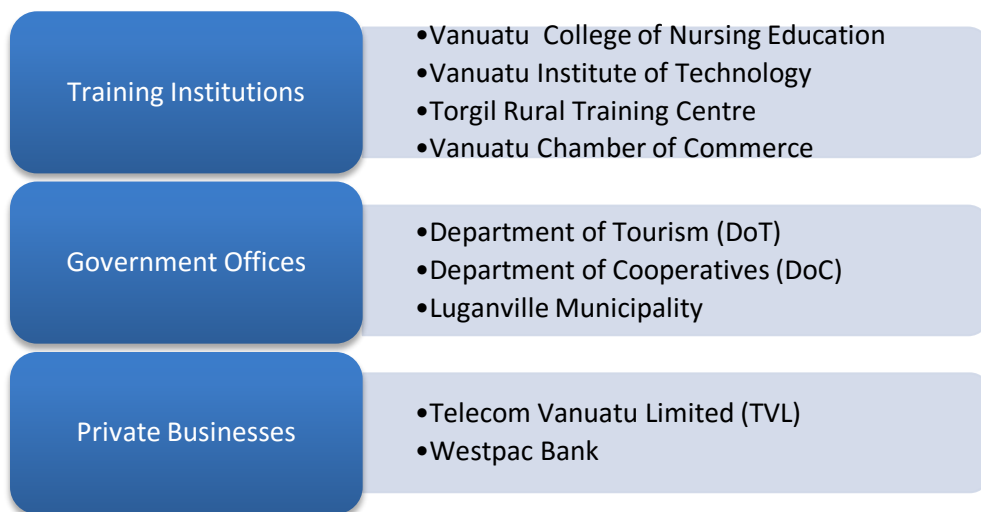 Training Institutions
•Vanuatu  College of Nursing Education
•Vanuatu Institute of Technology
•Torgil Rural Training Centre
•Vanuatu Chamber of Commerce
Government Offices
•Department of Tourism (DoT)
•Department of Cooperatives (DoC)
•Luganville Municipality
Private Businesses
•Telecom Vanuatu Limited (TVL)
•Westpac Bank